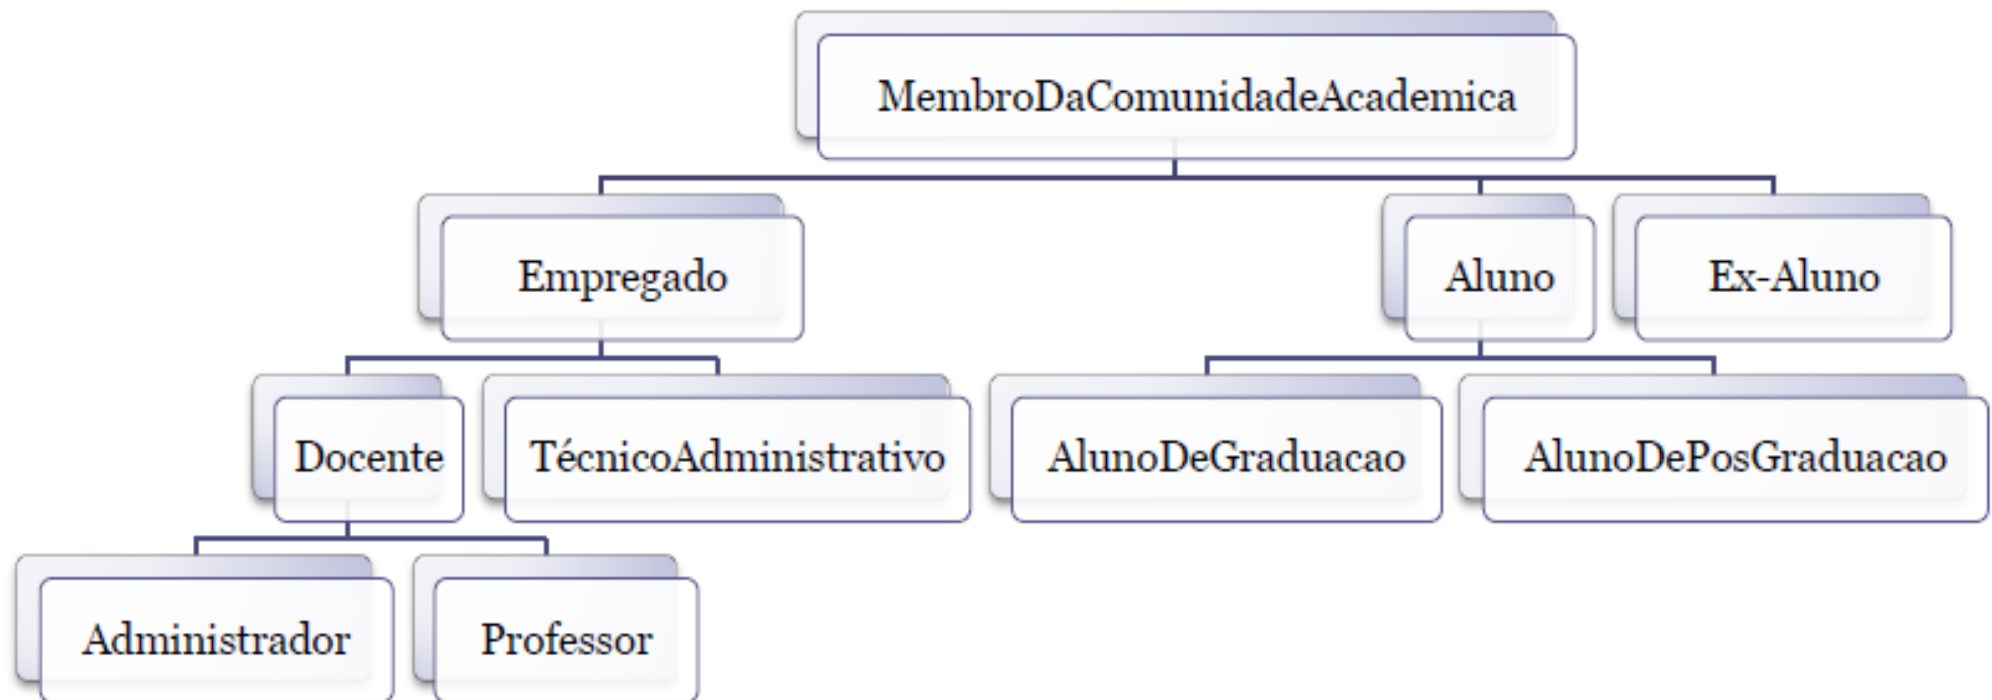 MembroDaComunidadeAcademica
Empregado
Aluno
Ex-Aluno
Docente
TécnicoAdministrativo
AlunoDeGraduacao
AlunoDePosGraduacao
Administrador
Professor